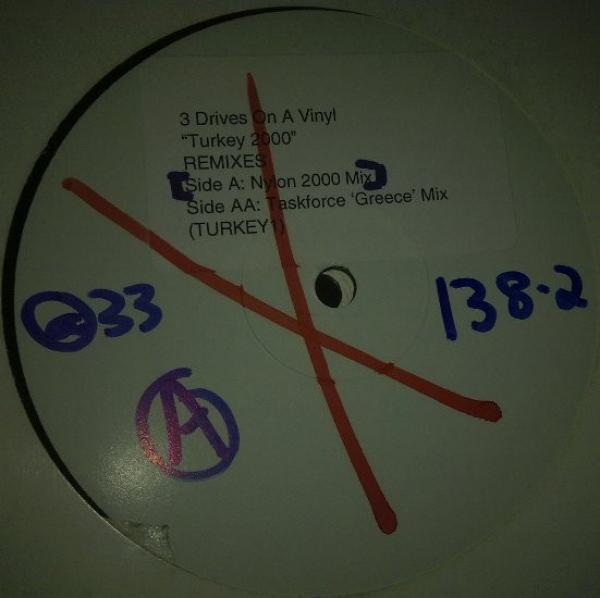 3 Drives On A Vinyl
"Turkey 2000"
REMIXES
[Side A: Nylon 2000 Mix]
Side AA: Taskforce 'Greece' Mix
(TURKEY1)
@33
138.2
A